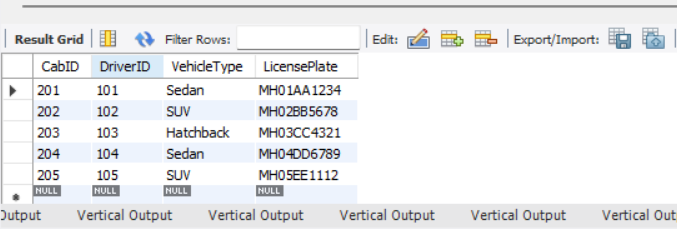 Result Grid Filter Rows: Edit: Export/Import:
CabID DriverID VehicleType LicensePlate
201 101 Sedan MH01AA1234
202 102 SUV MH02BB5678
203 103 Hatchback MH03CC4321
204 104 Sedan MH04DD6789
205 105 SUV MH05EE1112
NULL NULL NULL NULL
Output Vertical Output Vertical Output Vertical Output Vertical Output Vertical Out